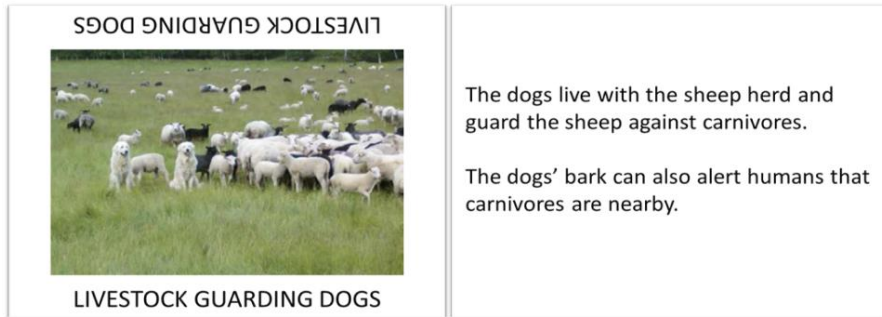 LIVESTOCK GUARDING DOGS
LIVESTOCK GUARDING DOGS
The dogs live with the sheep herd and
guard the sheep against carnivores.
The dogs’ bark can also alert humans that
carnivores are nearby.